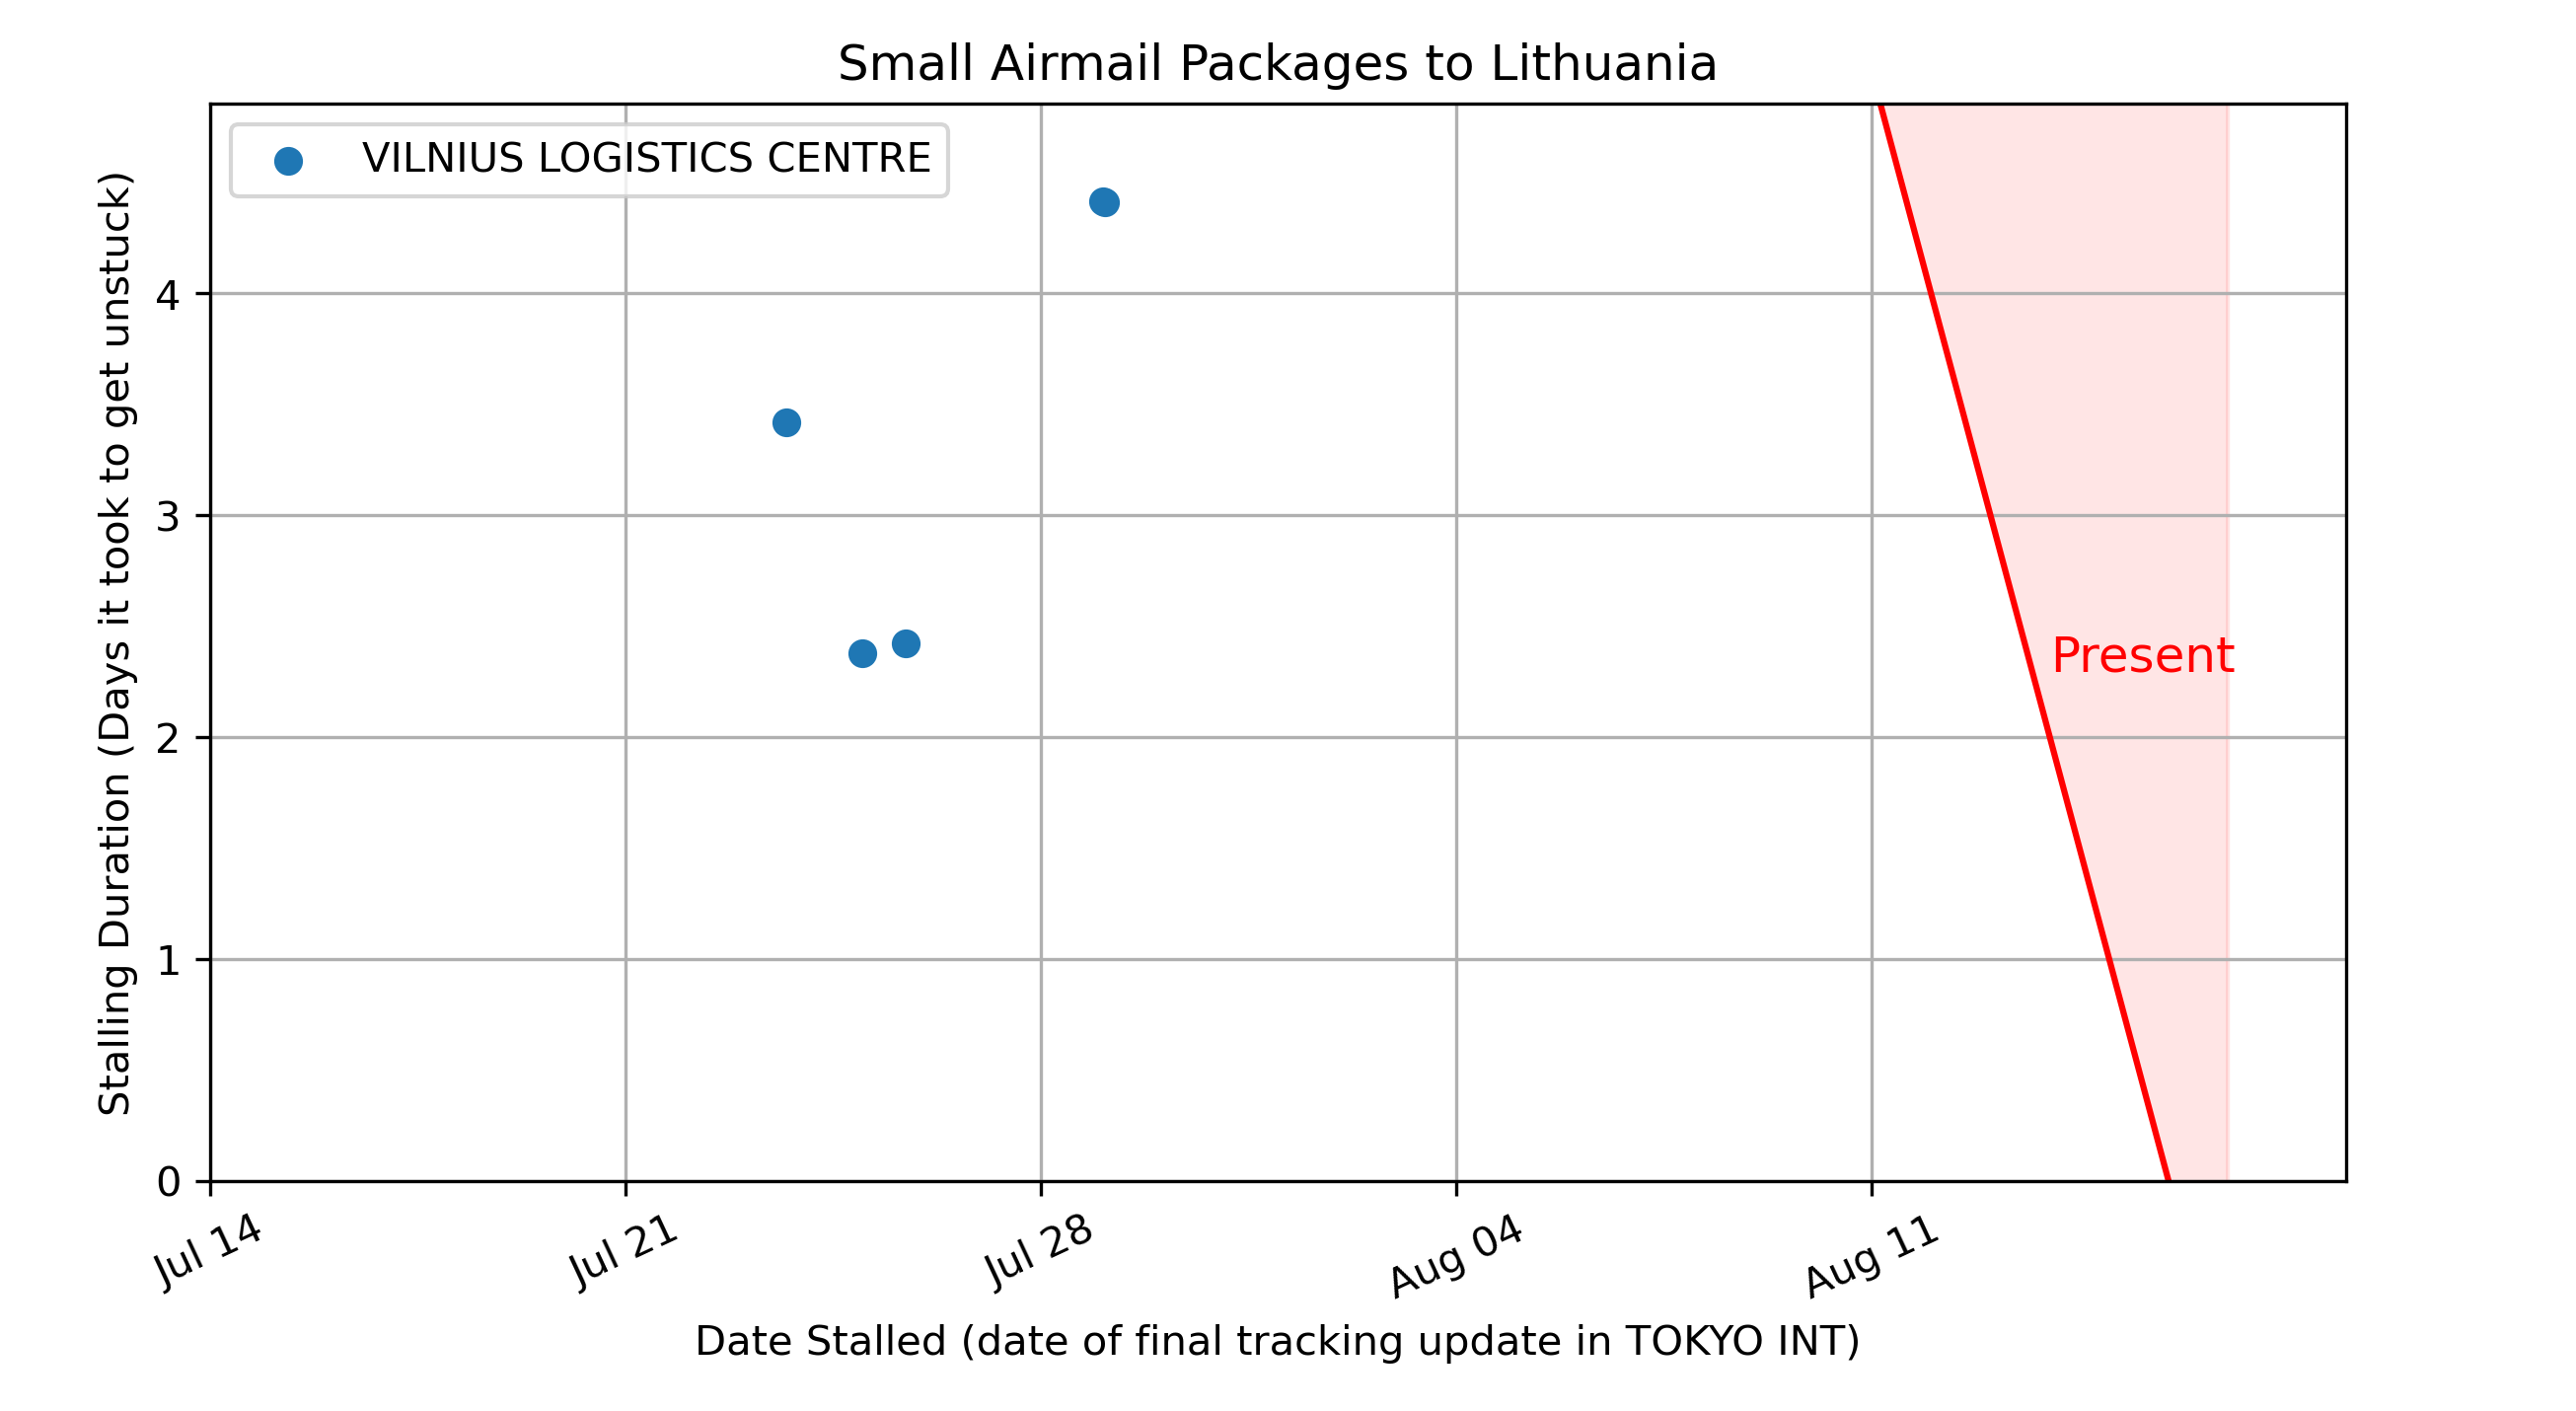 Small Airmail Packages to Lithuania
VILNIUS LOGISTICS CENTRE
Stalling Duration (Days it took to get unstuck)
4
3
2
1
0
Present
Jul 14
Jul 21
Jul 28
Aug 04
Aug 11
Date Stalled (date of final tracking update in TOKYO INT)